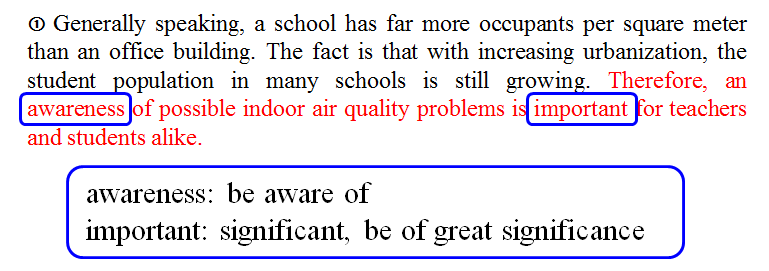 ① Generally speaking, a school has far more occupants per square meter
than an office building. The fact is that with increasing urbanization, the
student population in many schools is still growing. Therefore, an
awareness of possible indoor air quality problems is important for teachers
and students alike.
awareness: be aware of
important: significant, be of great significance